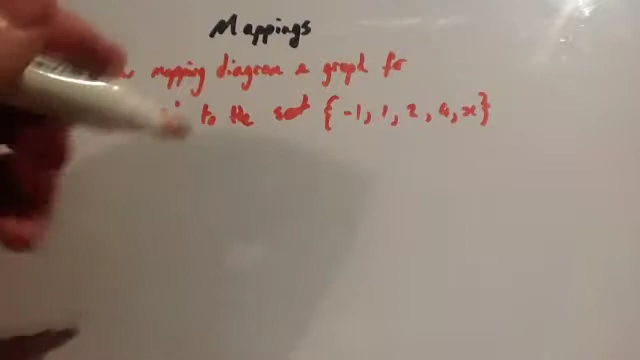 Mappings
mapping diagram & graph for
to the set {-1, 1, 2, 4, x}